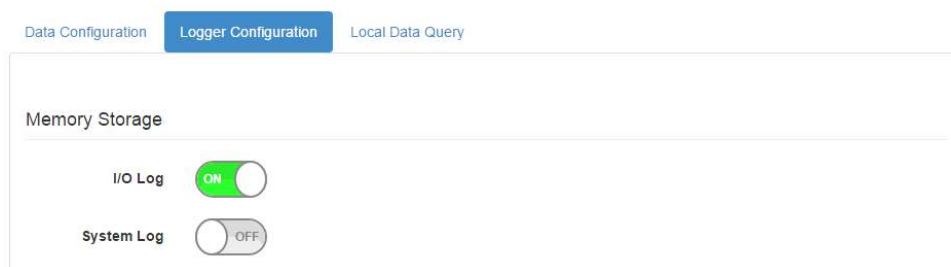 Data Configuration Logger Configuration Local Data Query
Memory Storage
I/O Log ON
System Log OFF